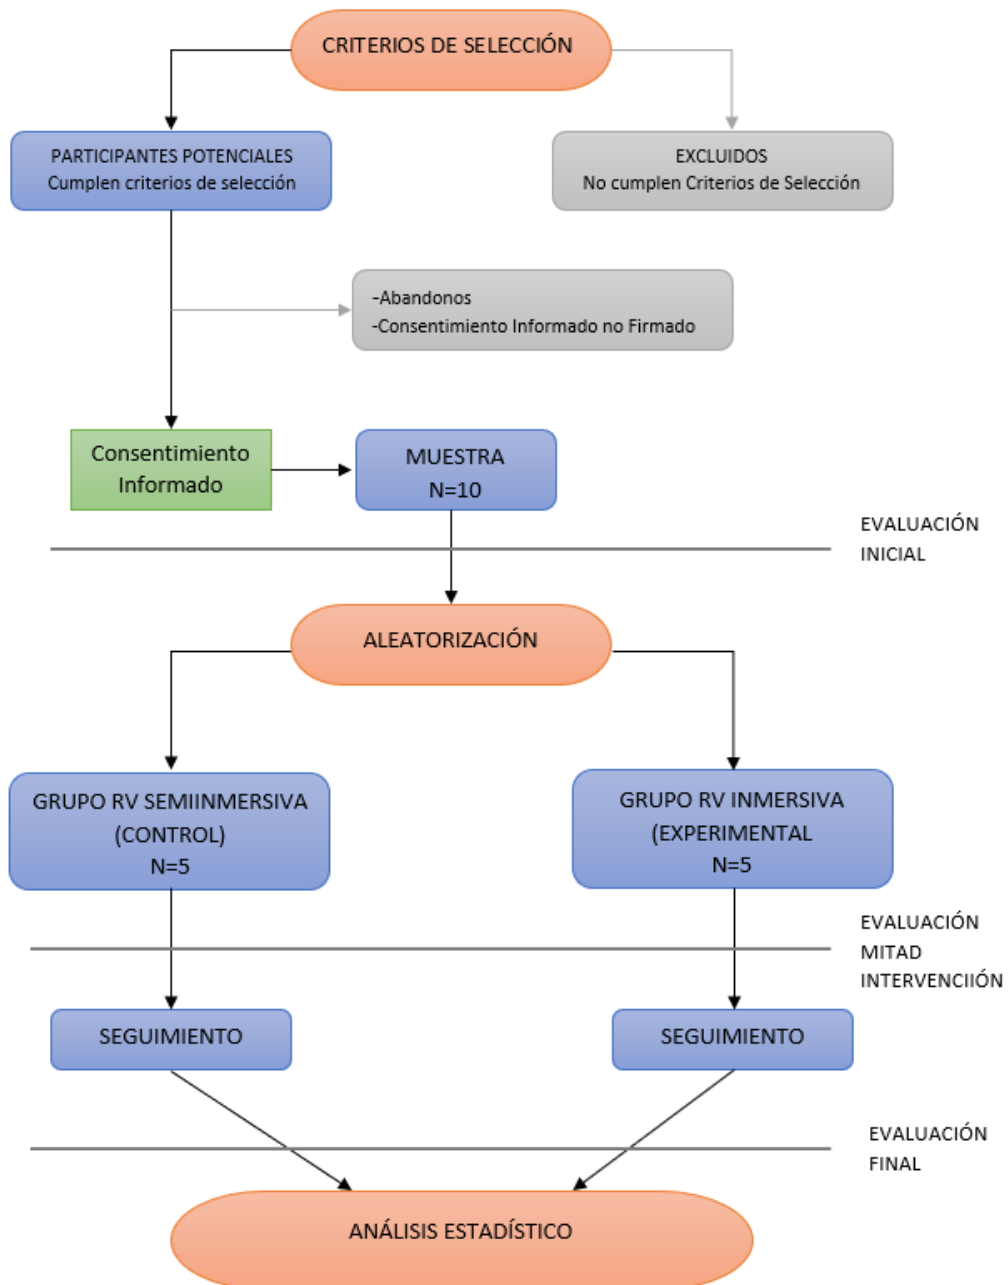 CRITERIOS DE SELECCIÓN
PARTICIPANTES POTENCIALES
Cumplen criterios de selección
EXCLUIDOS
No cumplen Criterios de Selección
-Abandonos
-Consentimiento Informado no Firmado
Consentimiento
Informado
MUESTRA
N=10
EVALUACIÓN
INICIAL
ALEATORIZACIÓN
GRUPO RV SEMIINMERSIVA
(CONTROL)
N=5
GRUPO RV INMERSIVA
(EXPERIMENTAL
N=5
EVALUACIÓN
MITAD
INTERVENCIIÓN
SEGUIMIENTO
SEGUIMIENTO
EVALUACIÓN
FINAL
ANÁLISIS ESTADÍSTICO